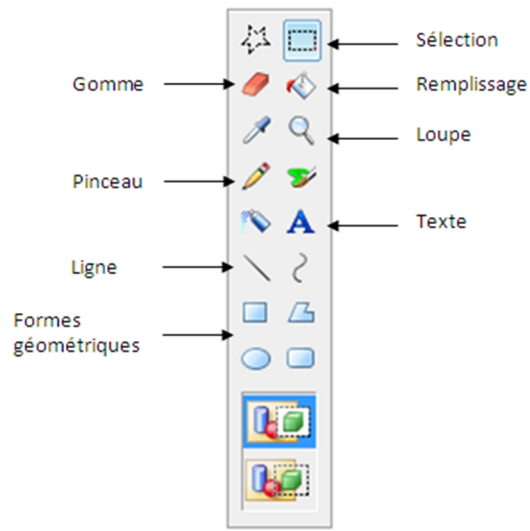 Sélection
Gomme
Remplissage
Loupe
Pinceau
Texte
Ligne
Formes
géométriques